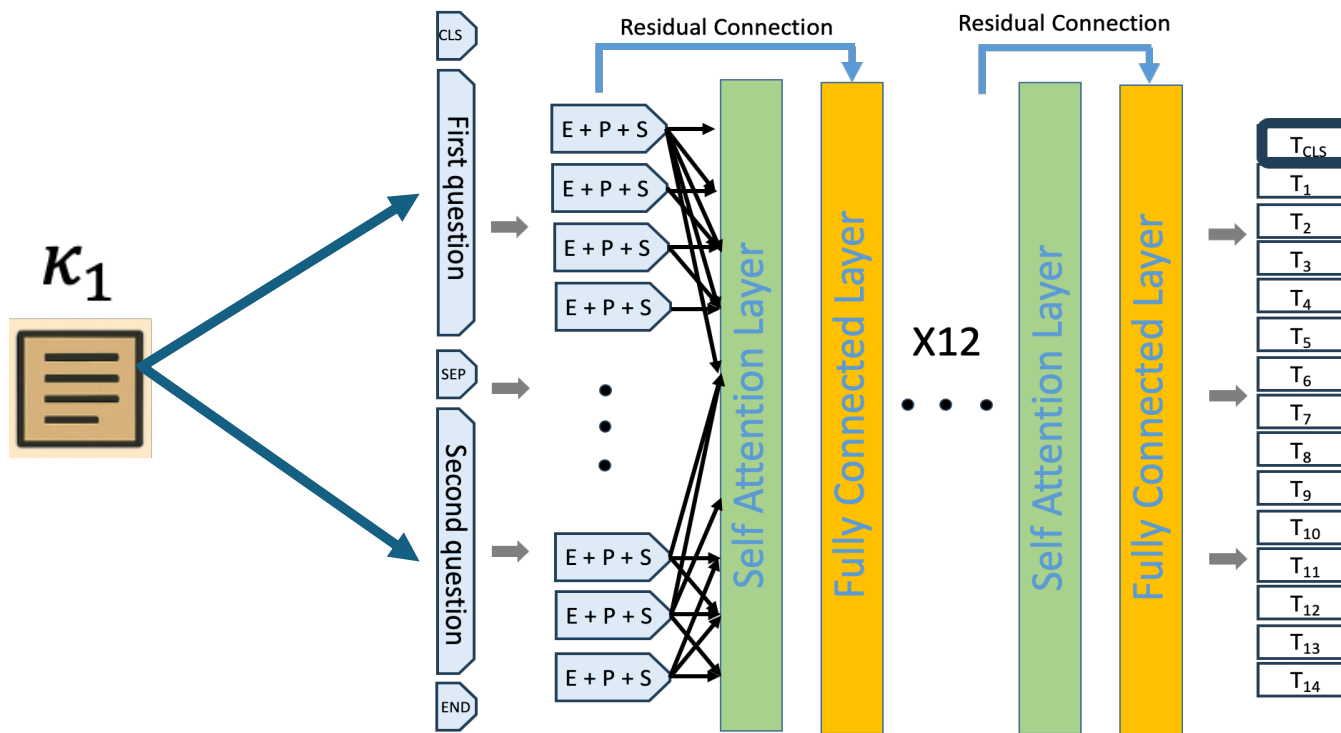 κ₁
CLS
First question
SEP
Second question
END
E + P + S
E + P + S
E + P + S
E + P + S
E + P + S
E + P + S
E + P + S
Residual Connection
Self Attention Layer
Fully Connected Layer
X12
Residual Connection
Self Attention Layer
Fully Connected Layer
T_CLS
T₁
T₂
T₃
T₄
T₅
T₆
T₇
T₈
T₉
T₁₀
T₁₁
T₁₂
T₁₃
T₁₄